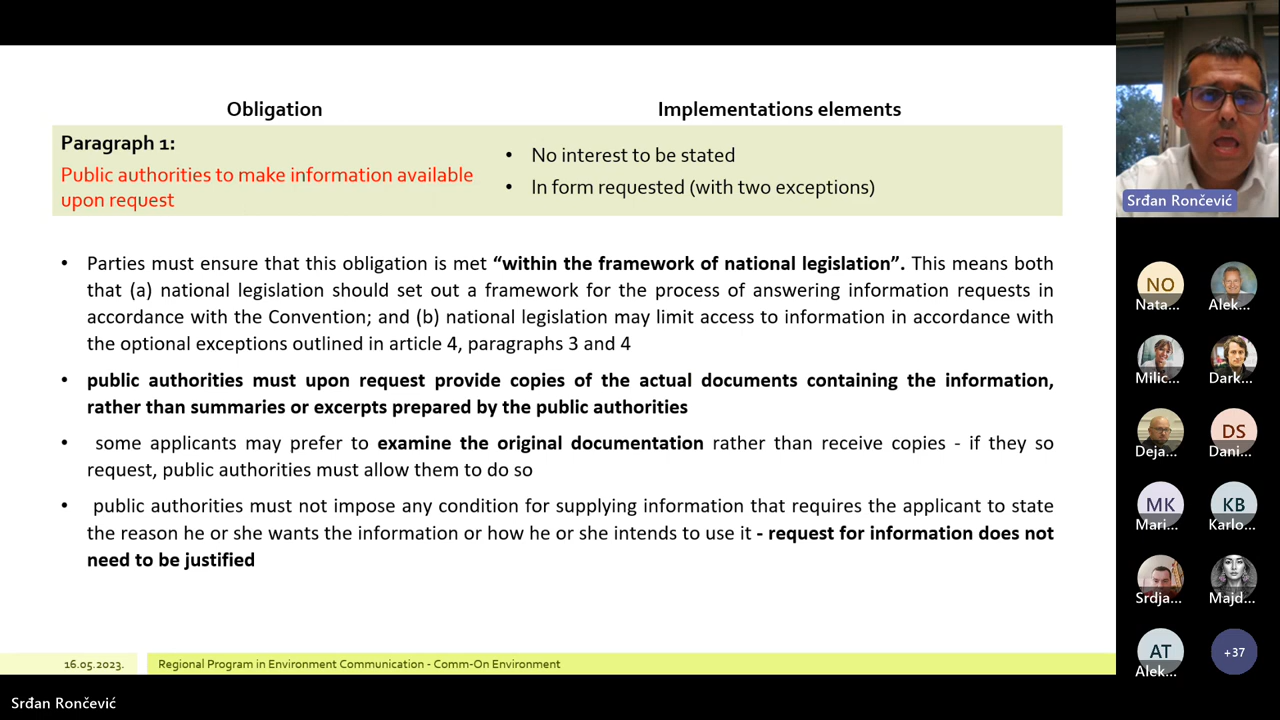 Obligation
Implementations elements
Paragraph 1:
Public authorities to make information available
upon request
• No interest to be stated
• In form requested (with two exceptions)
• Parties must ensure that this obligation is met “within the framework of national legislation”. This means both
that (a) national legislation should set out a framework for the process of answering information requests in
accordance with the Convention; and (b) national legislation may limit access to information in accordance with
the optional exceptions outlined in article 4, paragraphs 3 and 4
• public authorities must upon request provide copies of the actual documents containing the information,
rather than summaries or excerpts prepared by the public authorities
• some applicants may prefer to examine the original documentation rather than receive copies - if they so
request, public authorities must allow them to do so
• public authorities must not impose any condition for supplying information that requires the applicant to state
the reason he or she wants the information or how he or she intends to use it - request for information does not
need to be justified
16.05.2023.
Regional Program in Environment Communication - Comm-On Environment
Srđan Rončević
Srđan Rončević
NO
Nata...
Alek...
Milic...
Dark...
Deja...
DS
Dani...
MK
Mari...
KB
Karlo...
Srdja...
Majd...
AT
Alek...
+37